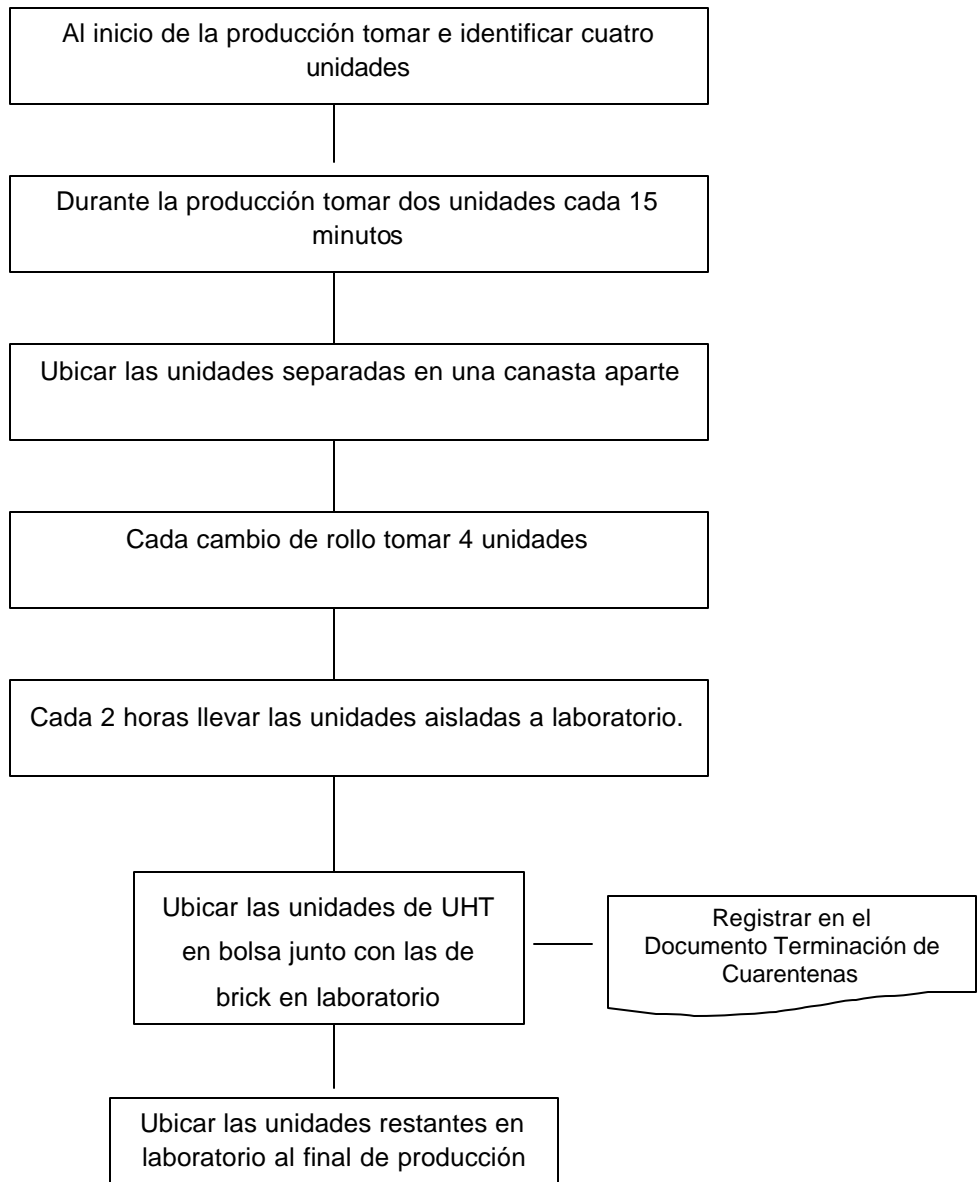 Al inicio de la producción tomar e identificar cuatro
unidades
Durante la producción tomar dos unidades cada 15
minutos
Ubicar las unidades separadas en una canasta aparte
Cada cambio de rollo tomar 4 unidades
Cada 2 horas llevar las unidades aisladas a laboratorio.
Ubicar las unidades de UHT
en bolsa junto con las de
brick en laboratorio
Registrar en el
Documento Terminación de
Cuarentenas
Ubicar las unidades restantes en
laboratorio al final de producción